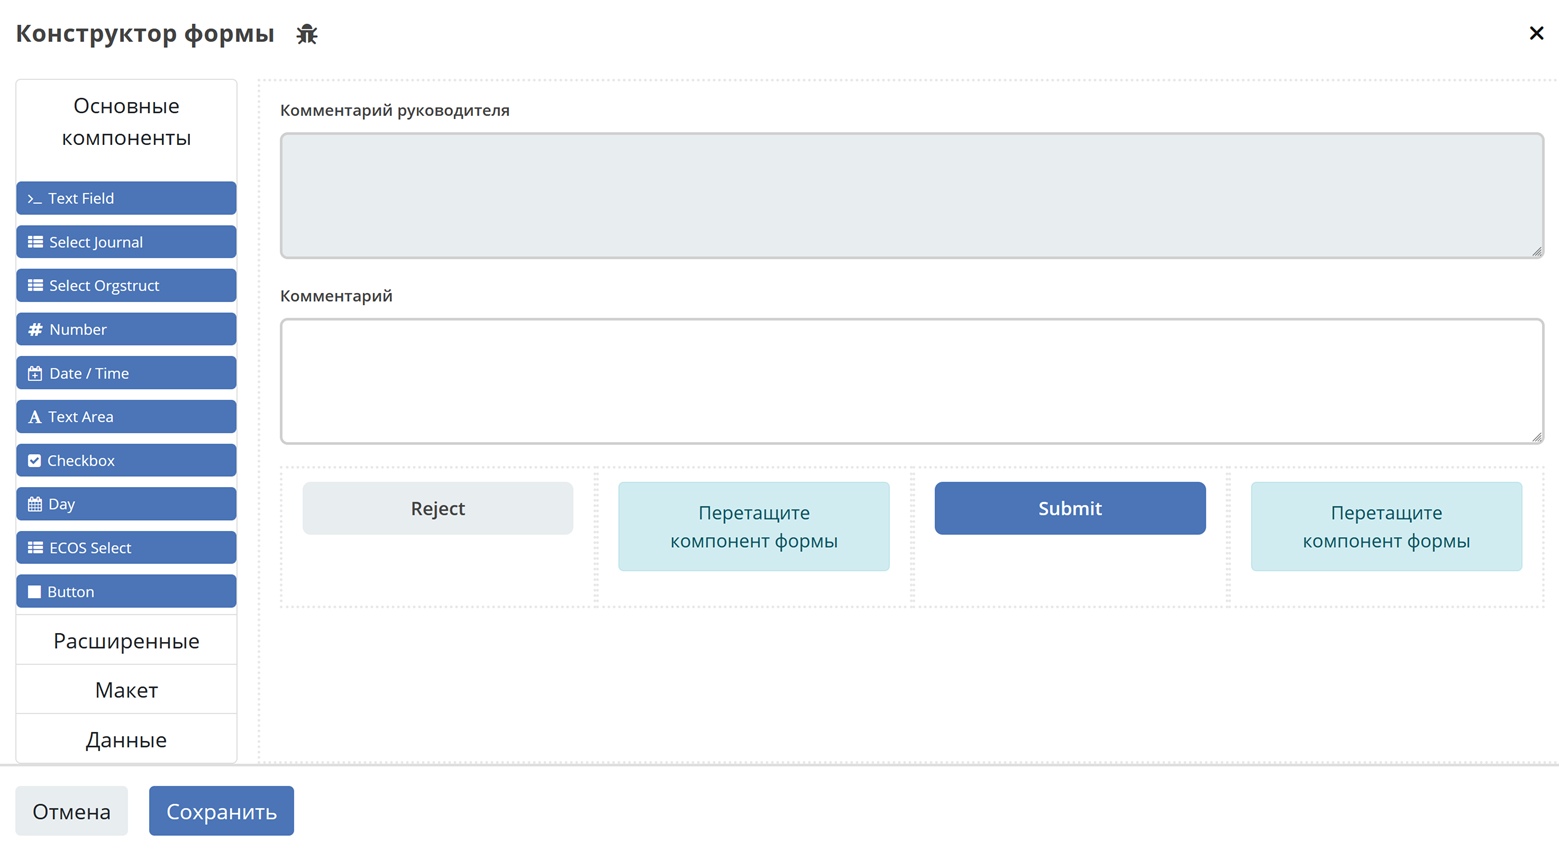 Конструктор формы
Основные
компоненты
Text Field
Select Journal
Select Orgstruct
Number
Date / Time
Text Area
Checkbox
Day
ECOS Select
Button
Расширенные
Макет
Данные
Комментарий руководителя
Комментарий
Reject
Перетащите
компонент формы
Submit
Перетащите
компонент формы
Отмена
Сохранить